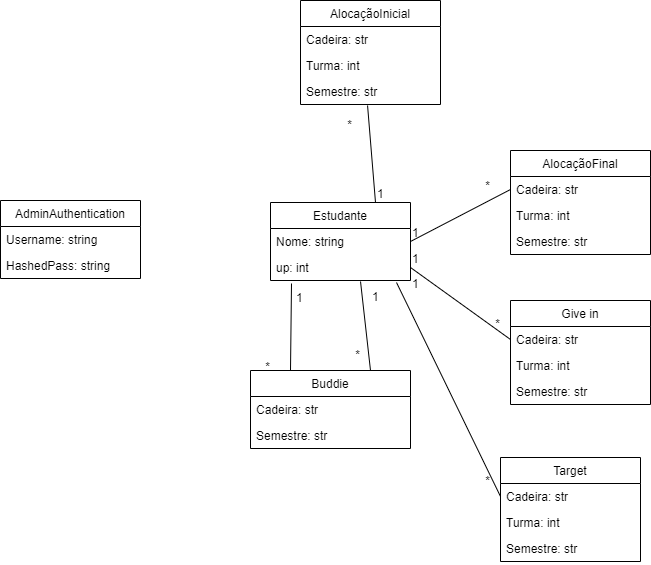 AlocaçãoInicial
Cadeira: str
Turma: int
Semestre: str
*
1
AlocaçãoFinal
Cadeira: str
Turma: int
Semestre: str
*
1
AdminAuthentication
Username: string
HashedPass: string
Estudante
Nome: string
up: int
1
1
1
1
Give in
Cadeira: str
Turma: int
Semestre: str
*
*
*
Buddie
Cadeira: str
Semestre: str
Target
Cadeira: str
Turma: int
Semestre: str
*